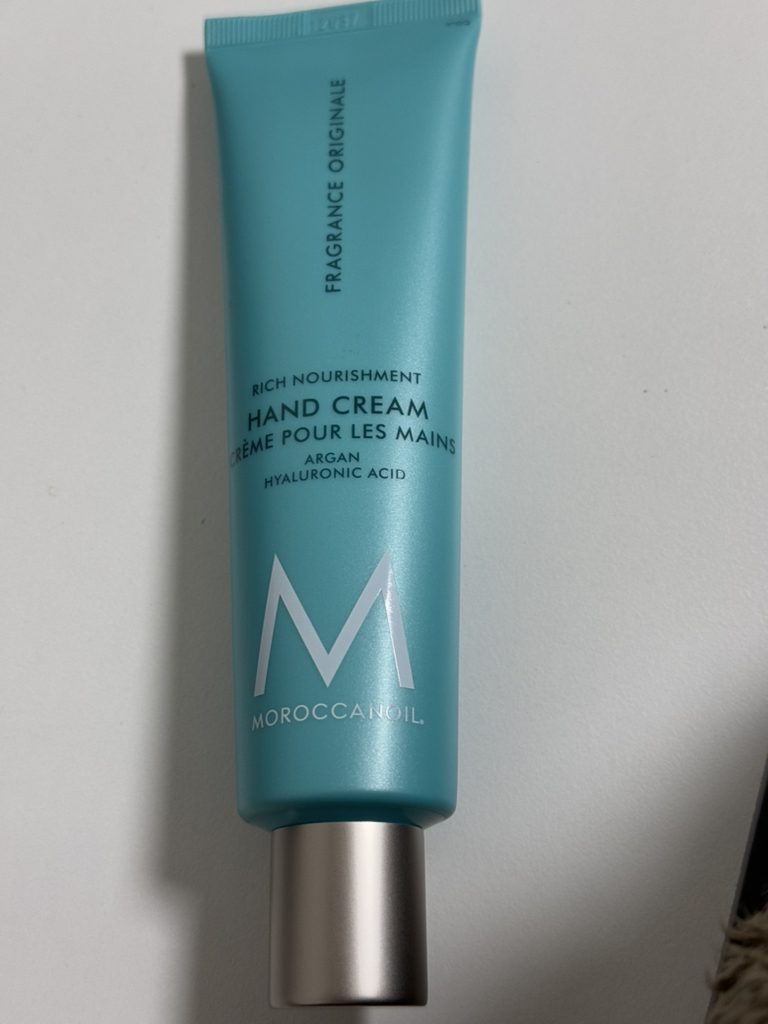 FRAGRANCE ORIGINALE
RICH NOURISHMENT
HAND CREAM
CRÈME POUR LES MAINS
ARGAN
HYALURONIC ACID
M
MOROCCANOIL®